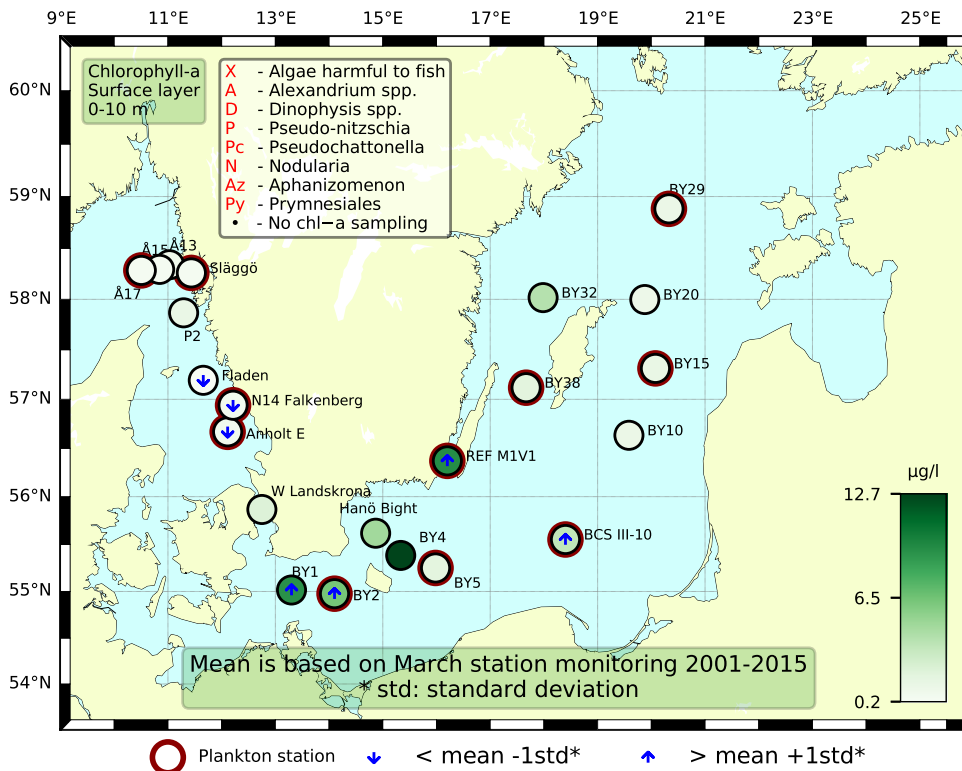 9°E 11°E 13°E 15°E 17°E 19°E 21°E 23°E 25°E
60°N
59°N
58°N
57°N
56°N
55°N
54°N
Chlorophyll-a
Surface layer
0-10 m
X - Algae harmful to fish
A - Alexandrium spp.
D - Dinophysis spp.
P - Pseudo-nitzschia
Pc - Pseudochattonella
N - Nodularia
Az - Aphanizomenon
Py - Prymnesiales
• - No chl−a sampling
BY29
Å15 Å13
Släggö
Å17
BY32
BY20
P2
Fladen
BY15
BY38
N14 Falkenberg
Anholt E
BY10
REF M1V1
W Landskrona
Hanö Bight
BCS III-10
BY4
BY5
BY1
BY2
µg/l
12.7
6.5
0.2
Mean is based on March station monitoring 2001-2015
* std: standard deviation
Plankton station
< mean -1std*
> mean +1std*